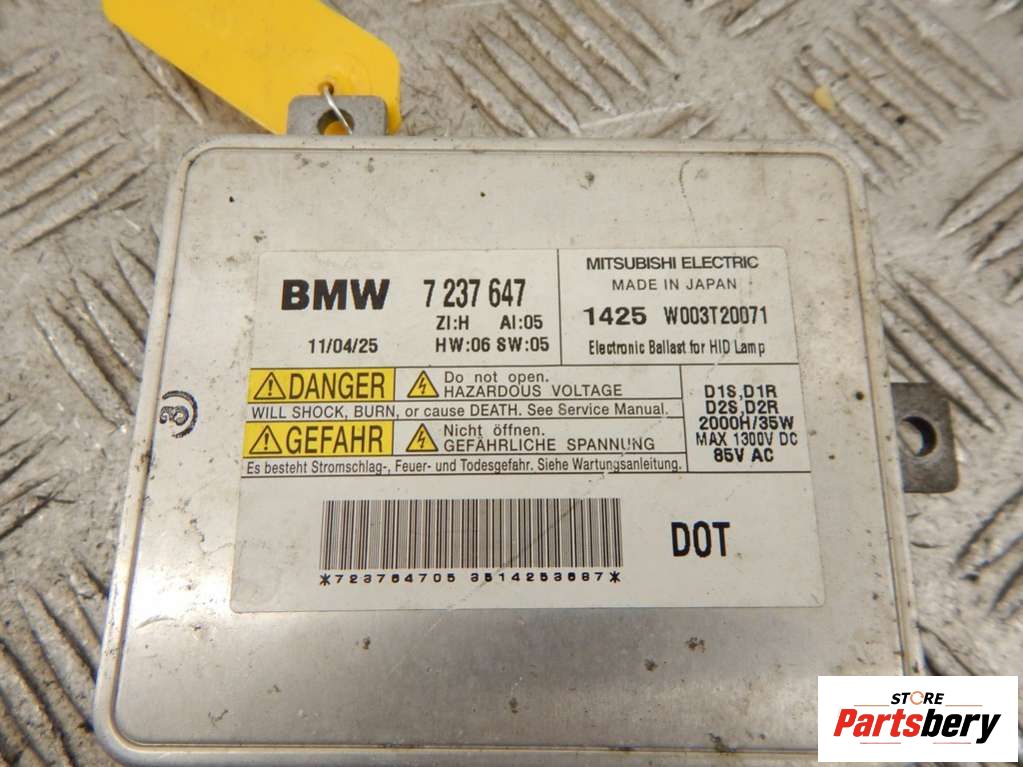 BMW 7 237 647
ZI:H AI:05
11/04/25 HW:06 SW:05
MITSUBISHI ELECTRIC
MADE IN JAPAN
1425 W003T20071
Electronic Ballast for HID Lamp
DANGER Do not open.
HAZARDOUS VOLTAGE
WILL SHOCK, BURN, or cause DEATH. See Service Manual.
GEFAHR Nicht öffnen.
GEFÄHRLICHE SPANNUNG
Es besteht Stromschlag-, Feuer- und Todesgefahr. Siehe Wartungsanleitung.
D1S,D1R
D2S,D2R
2000H/35W
MAX 1300V DC
85V AC
*723764705 3514253687*
DOT
STORE
Partsbery